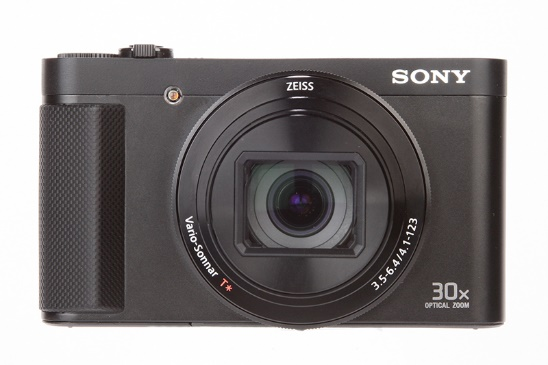 ZEISS
SONY
Vario-Sonnar T*
3.5-6.4/4.1-123
30x
OPTICAL ZOOM